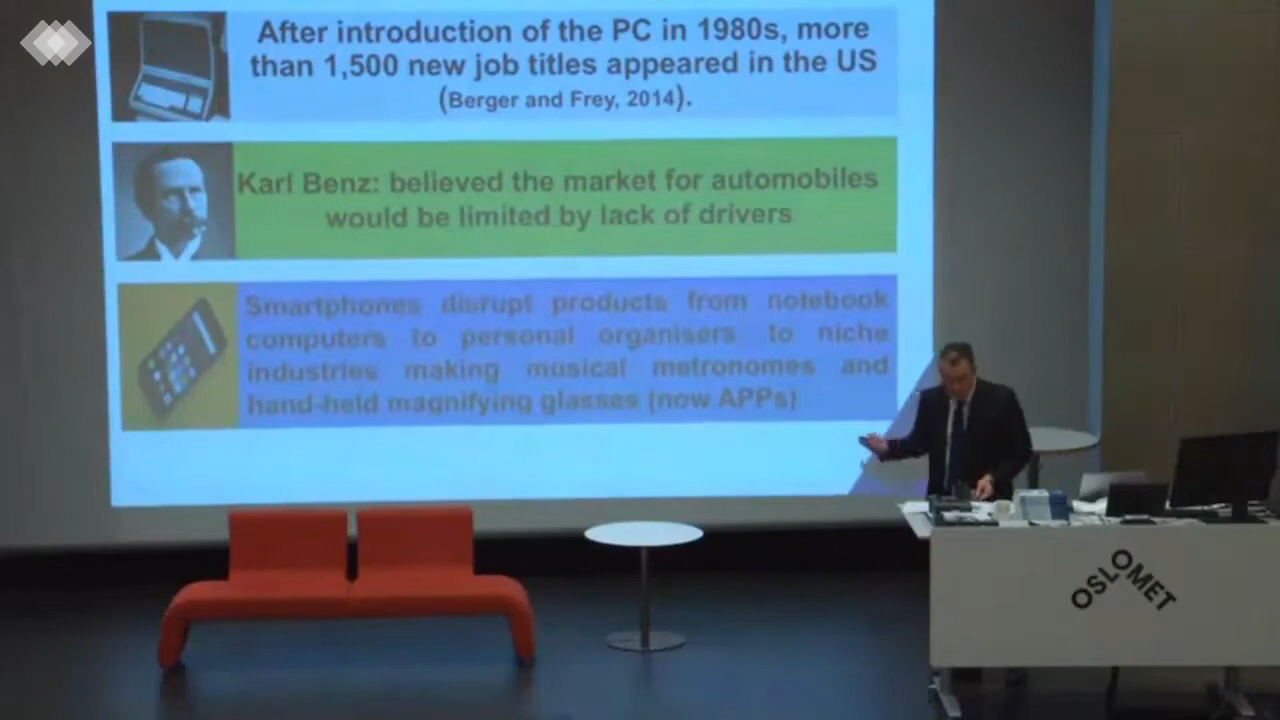 After introduction of the PC in 1980s, more
than 1,500 new job titles appeared in the US
(Berger and Frey, 2014).
Karl Benz: believed the market for automobiles
would be limited by lack of drivers
Smartphones disrupt products from notebook
computers to personal organisers to niche
industries making musical metronomes and
hand-held magnifying glasses (now APPs)
OSLOMET